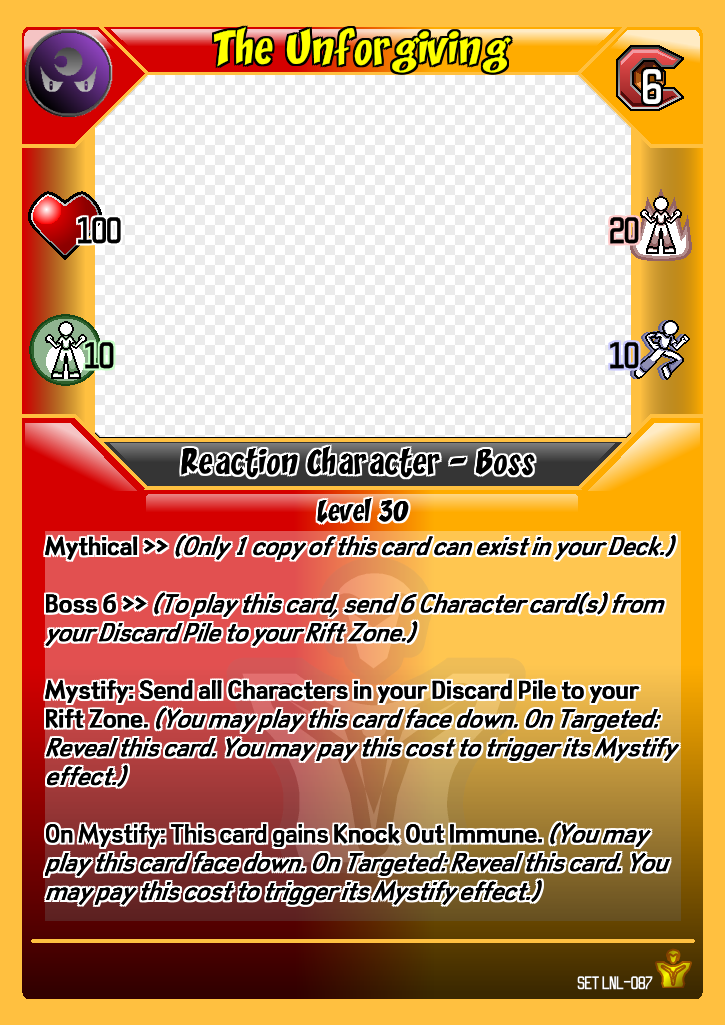 The Unforgiving
6
100
20
10
10
Reaction Character - Boss
Level 30
Mythical >> (Only 1 copy of this card can exist in your Deck.)
Boss 6 >> (To play this card, send 6 Character card(s) from
your Discard Pile to your Rift Zone.)
Mystify: Send all Characters in your Discard Pile to your
Rift Zone. (You may play this card face down. On Targeted:
Reveal this card. You may pay this cost to trigger its Mystify
effect.)
On Mystify: This card gains Knock Out Immune. (You may
play this card face down. On Targeted: Reveal this card. You
may pay this cost to trigger its Mystify effect.)
SET LNL-087